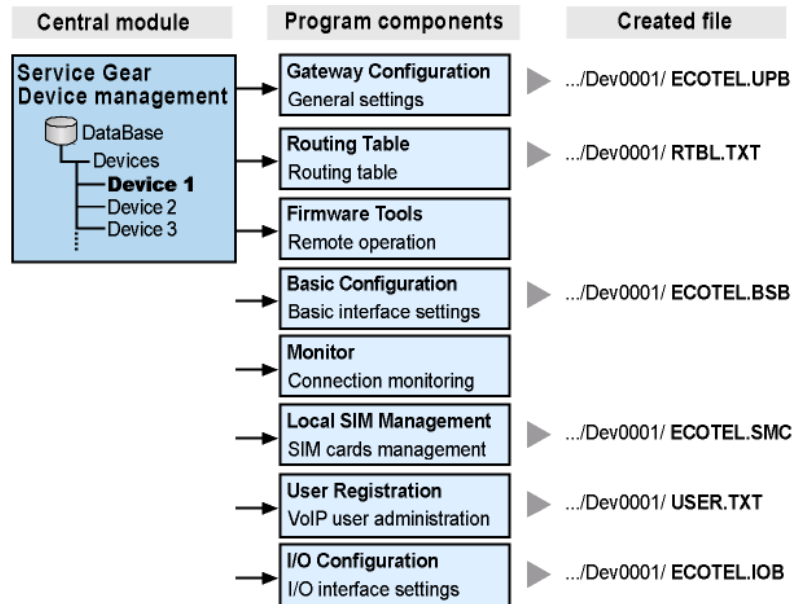 Central module
Program components
Created file
Service Gear
Device management
DataBase
Devices
Device 1
Device 2
Device 3
Gateway Configuration
General settings
.../Dev0001/ ECOTEL.UPB
Routing Table
Routing table
.../Dev0001/ RTBL.TXT
Firmware Tools
Remote operation
Basic Configuration
Basic interface settings
.../Dev0001/ ECOTEL.BSB
Monitor
Connection monitoring
Local SIM Management
SIM cards management
.../Dev0001/ ECOTEL.SMC
User Registration
VoIP user administration
.../Dev0001/ USER.TXT
I/O Configuration
I/O interface settings
.../Dev0001/ ECOTEL.IOB